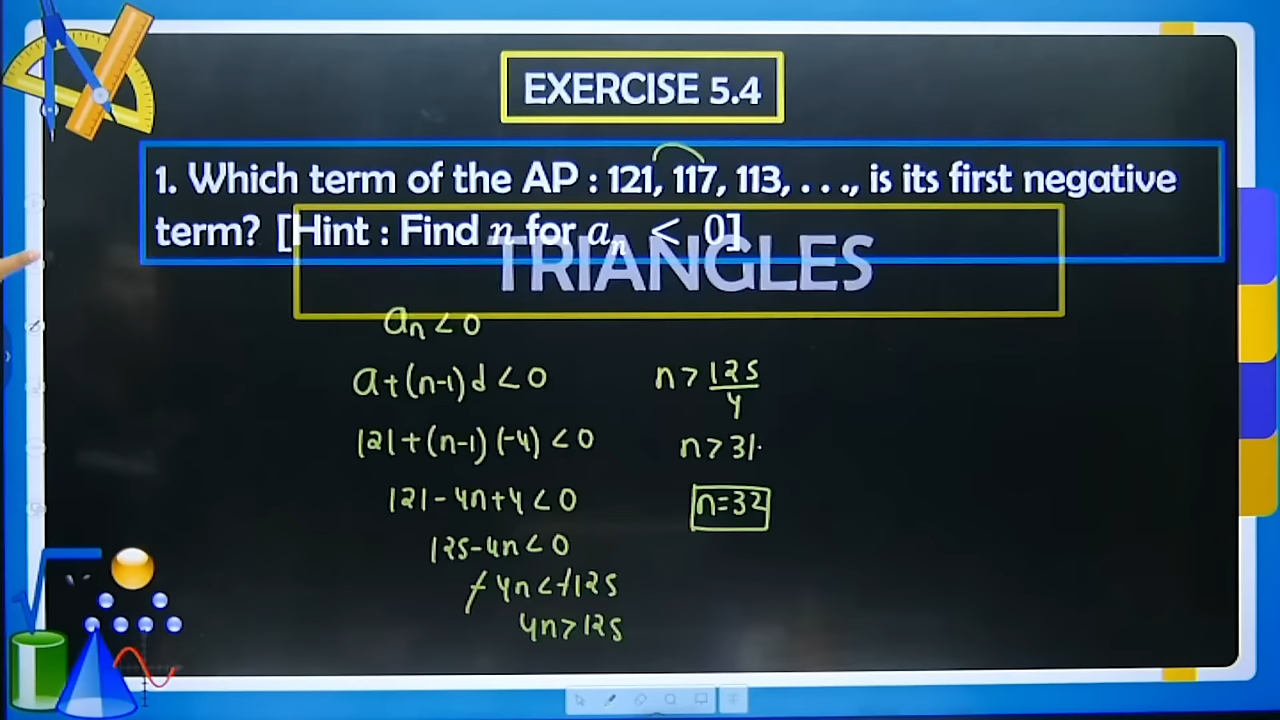 EXERCISE 5.4
1. Which term of the AP : 121, 117, 113, . . ., is its first negative
term? [Hint : Find n for aₙ < 0]
TRIANGLES
aₙ < 0
a+(n-1)d < 0
121+(n-1)(-4) < 0
121-4n+4 < 0
125-4n < 0
-4n < -125
4n > 125
n > 125/4
n > 31.
n=32